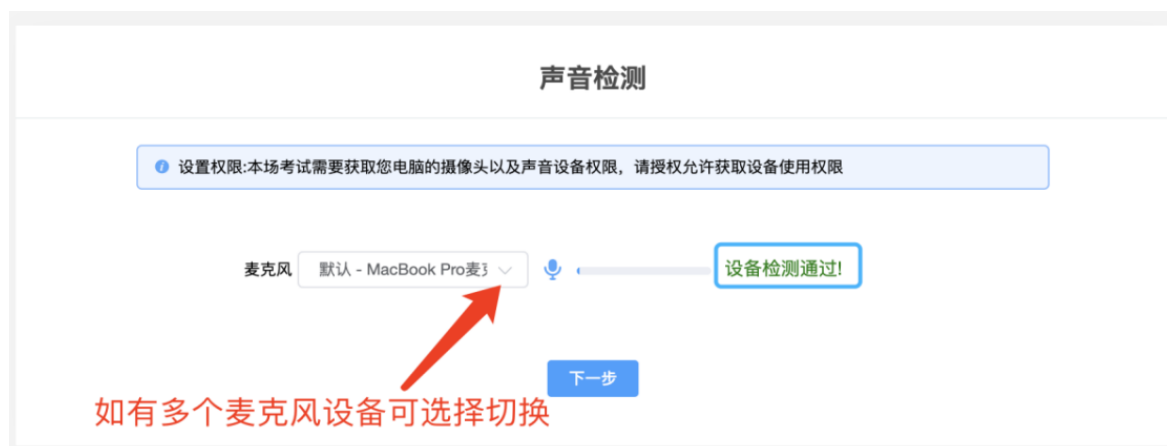 声音检测
设置权限:本场考试需要获取您电脑的摄像头以及声音设备权限，请授权允许获取设备使用权限
麦克风 默认 - MacBook Pro麦 设备检测通过!
下一步
如有多个麦克风设备可选择切换